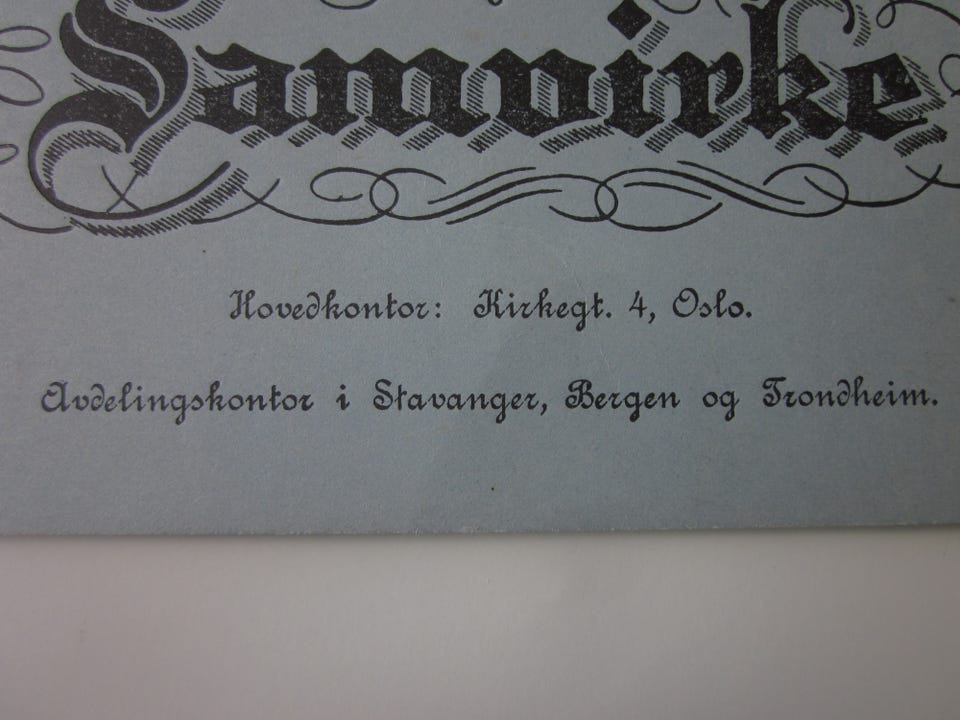 Samvirke
Hovedkontor: Kirkegt. 4, Oslo.
Avdelingskontor i Stavanger, Bergen og Trondheim.